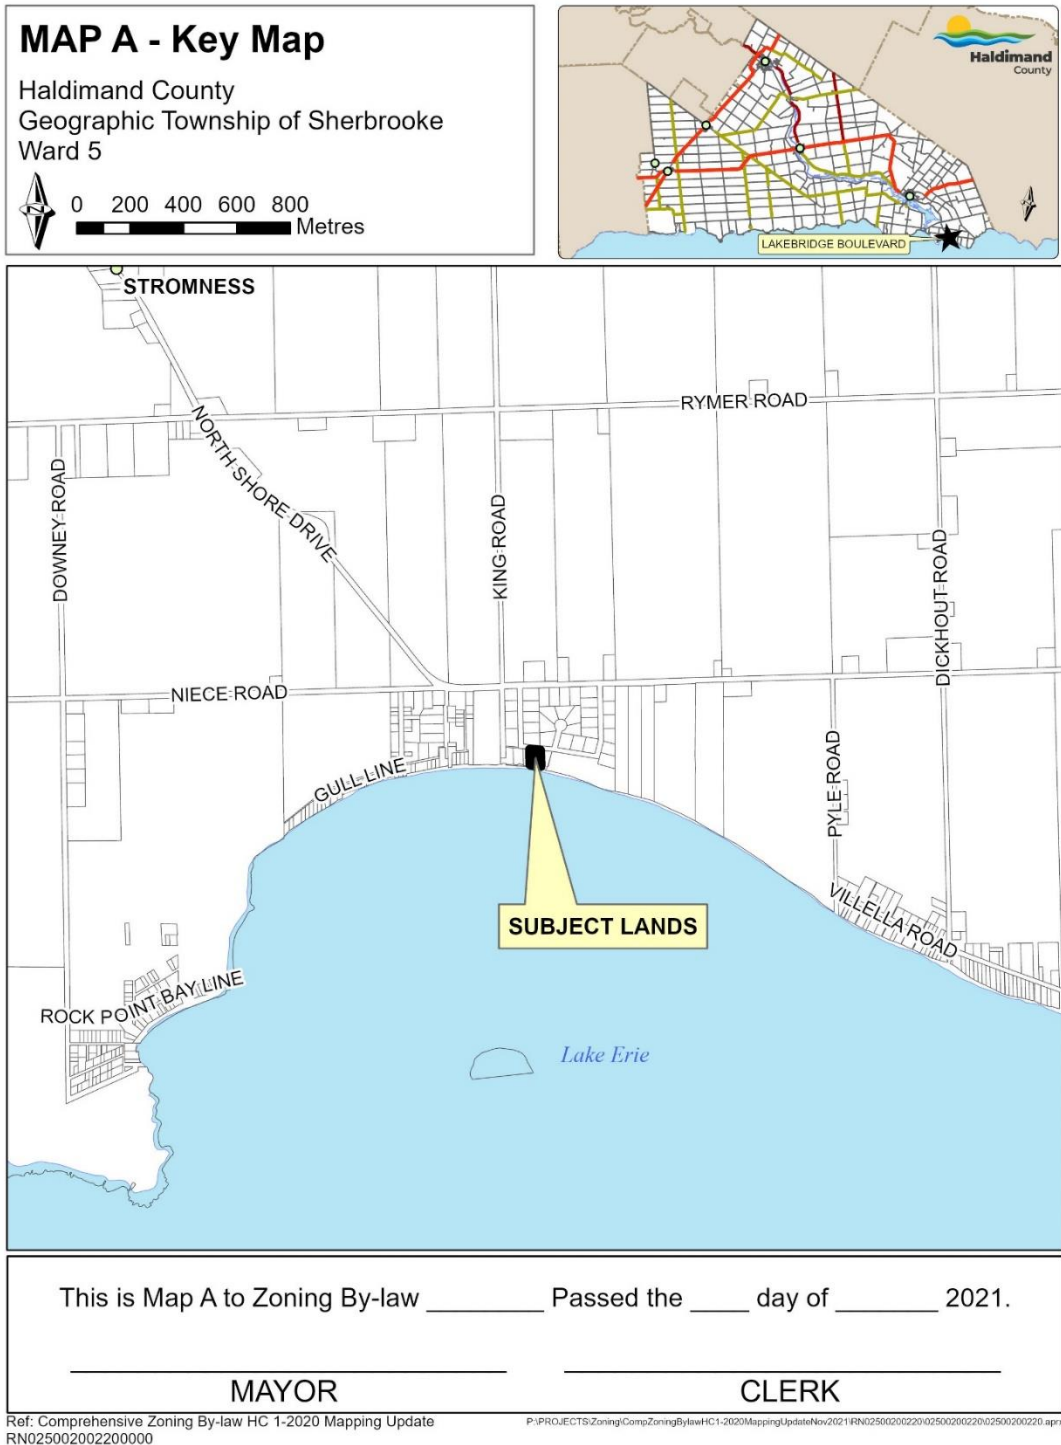 MAP A - Key Map
Haldimand County
Geographic Township of Sherbrooke
Ward 5
N
0 200 400 600 800
Metres
Haldimand
County
LAKEBRIDGE BOULEVARD
STROMNESS
RYMER ROAD
NORTH SHORE DRIVE
DOWNEY ROAD
KING ROAD
DICKHOUT ROAD
NIECE ROAD
GULL LINE
PYLE ROAD
SUBJECT LANDS
VILLELLA ROAD
ROCK POINT BAY LINE
Lake Erie
This is Map A to Zoning By-law ________ Passed the ____ day of _______ 2021.
MAYOR
CLERK
Ref: Comprehensive Zoning By-law HC 1-2020 Mapping Update
RN025002002200000